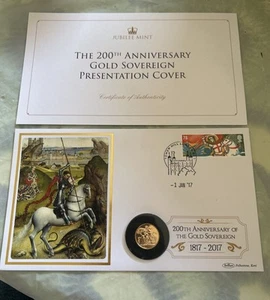 JUBILEE MINT
THE 200TH ANNIVERSARY
GOLD SOVEREIGN
PRESENTATION COVER
Certificate of Authenticity
-1 JUN '17
200TH ANNIVERSARY
OF THE GOLD SOVEREIGN
1817 - 2017